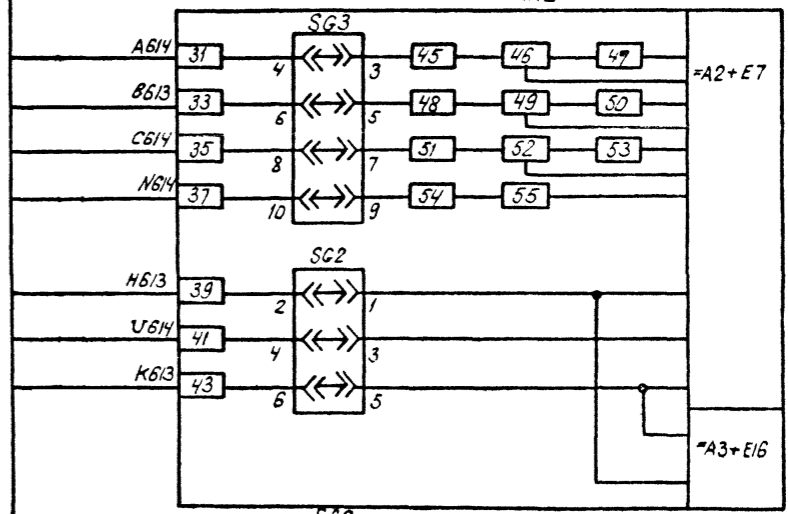 SG3
A614 31 4 3 45 46 47
=A2+E7
B613 33 6 5 48 49 50
C614 35 8 7 51 52 53
N614 37 10 9 54 55
SG2
H613 39 2 1
U614 41 4 3
K613 43 6 5
=A3+E16